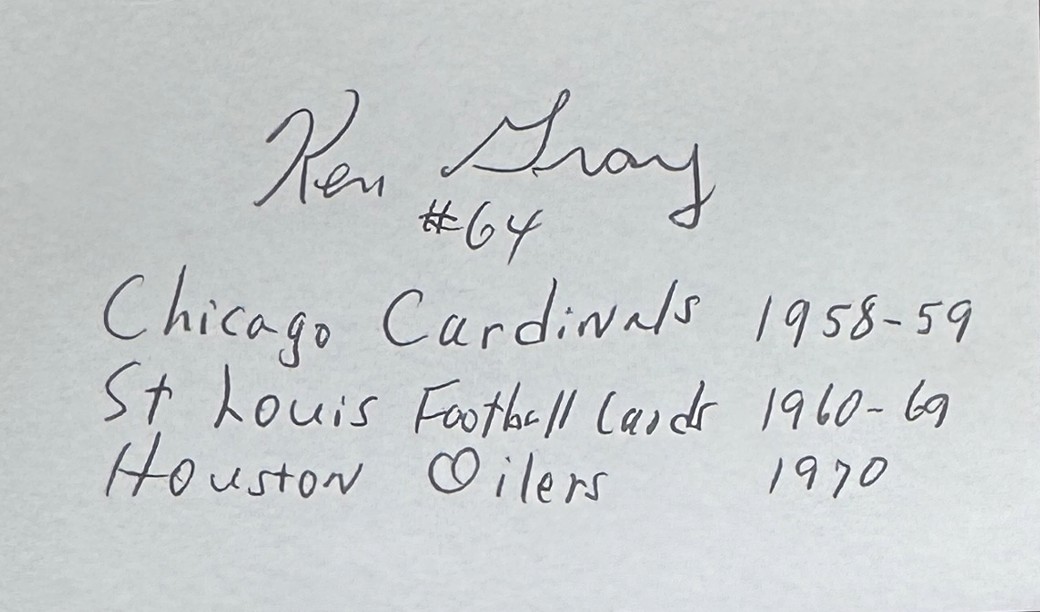 Ken Gray
#64
Chicago Cardinals 1958-59
St Louis Football Cards 1960-69
Houston Oilers 1970